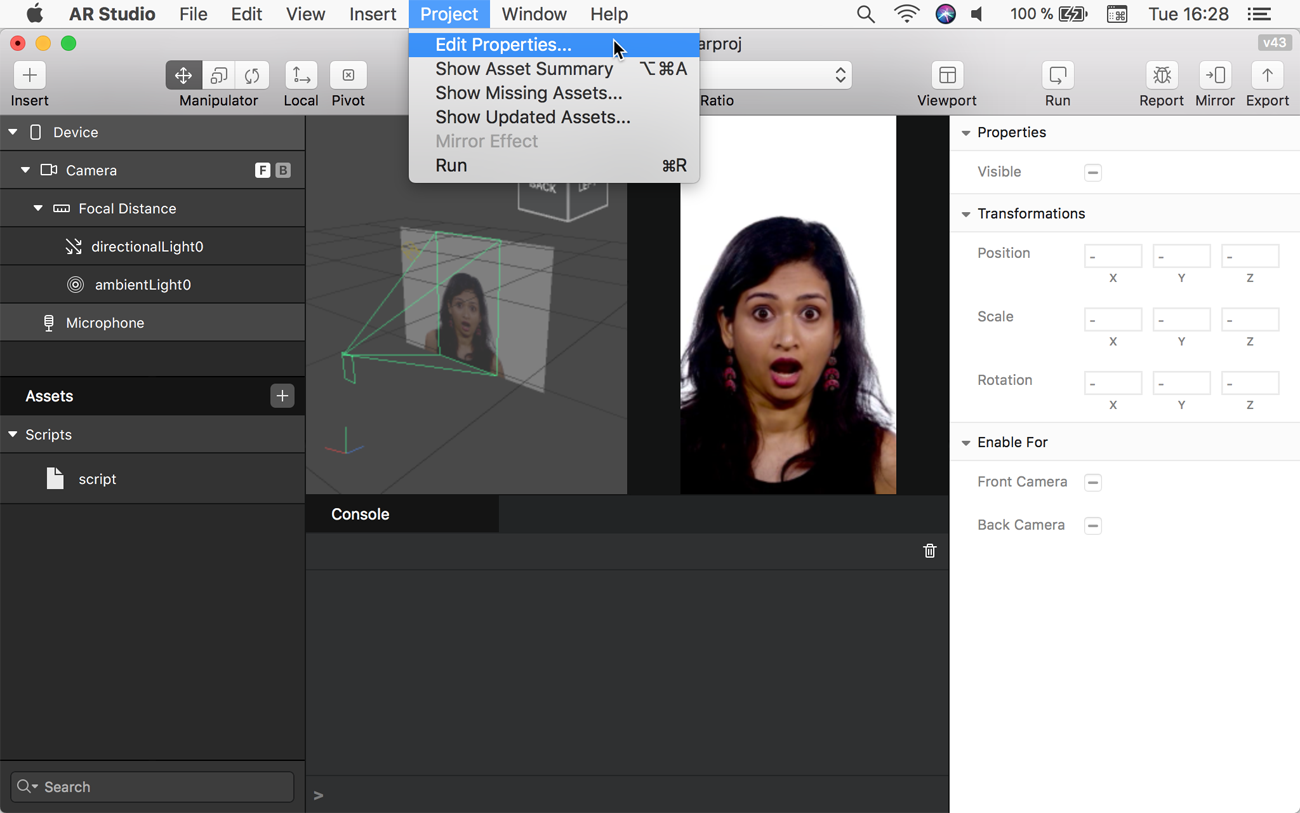 AR Studio File Edit View Insert Project Window Help 100 % Tue 16:28
Edit Properties...
arproj
v43
Show Asset Summary ⌥⌘A
Show Missing Assets...
Show Updated Assets...
Mirror Effect
Run ⌘R
Insert Manipulator Local Pivot Ratio Viewport Run Report Mirror Export
Device
Camera F B
Focal Distance
directionalLight0
ambientLight0
Microphone
Assets
Scripts
script
Search
BACK LEFT
Console
>
Properties
Visible
Transformations
Position - - -
X Y Z
Scale - - -
X Y Z
Rotation - - -
X Y Z
Enable For
Front Camera
Back Camera